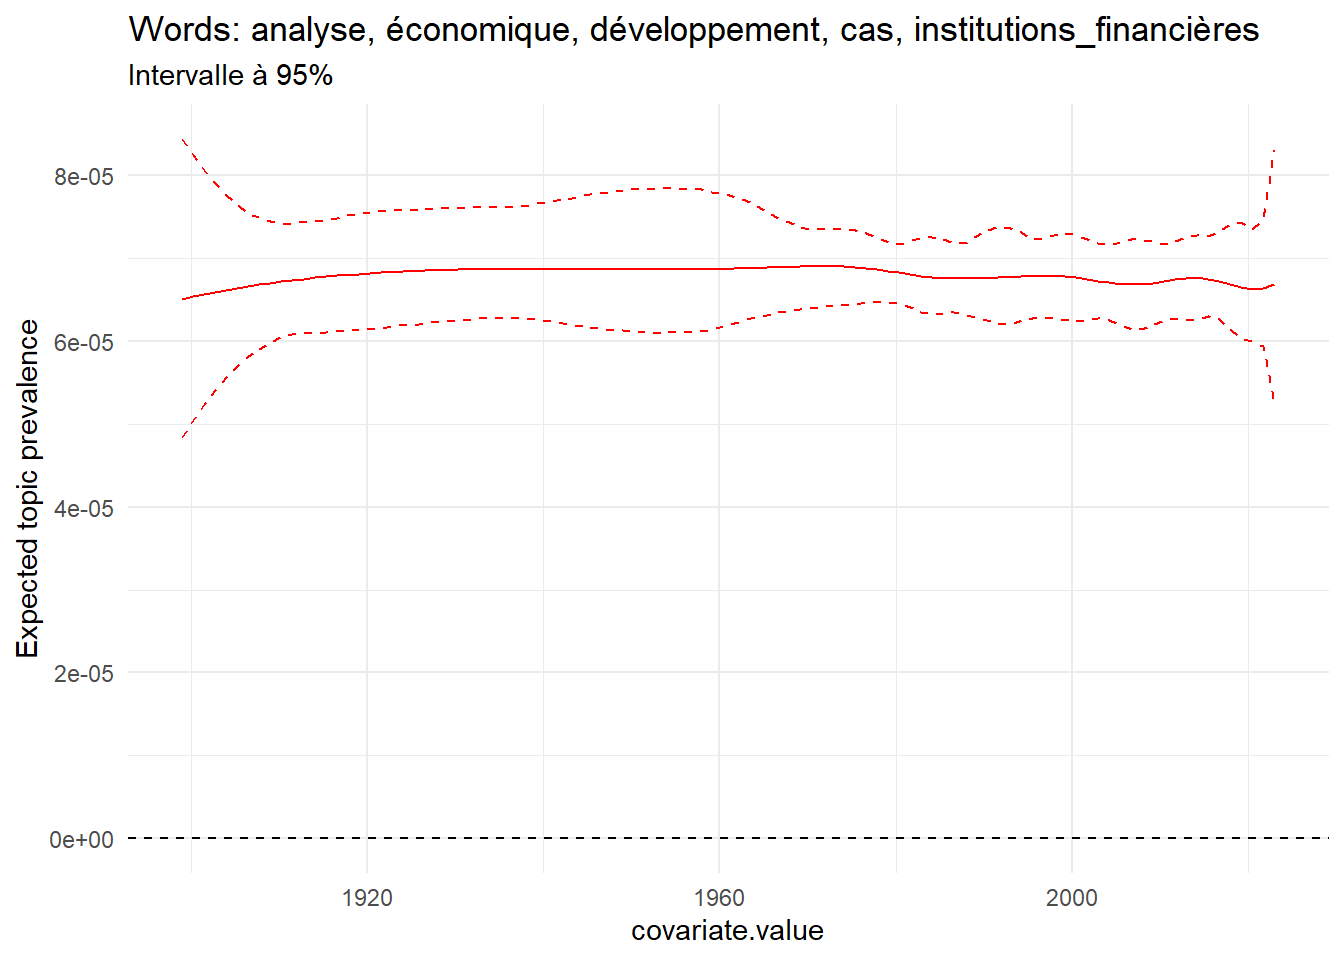 Words: analyse, économique, développement, cas, institutions_financières
Intervalle à 95%
Expected topic prevalence
8e-05
6e-05
4e-05
2e-05
0e+00
1920
1960
2000
covariate.value